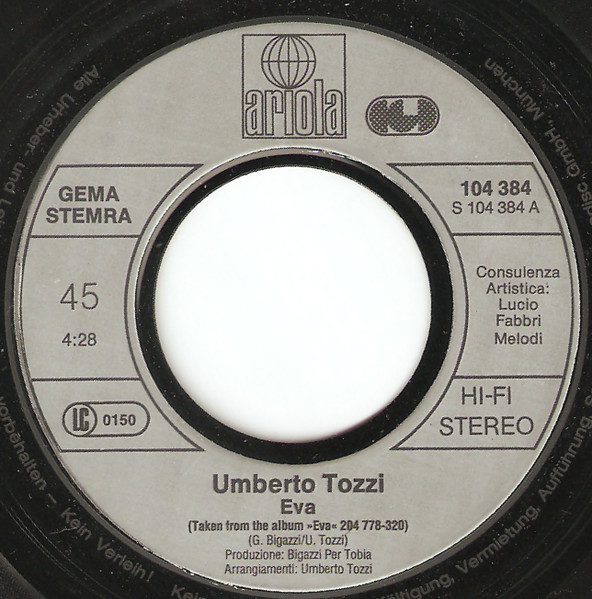 ariola
GEMA
STEMRA
45
4:28
LC 0150
104 384
S 104 384 A
Consulenza
Artistica:
Lucio
Fabbri
Melodi
HI-FI
STEREO
Umberto Tozzi
Eva
(Taken from the album »Eva« 204 778-320)
(G. Bigazzi/U. Tozzi)
Produzione: Bigazzi Per Tobia
Arrangiamenti: Umberto Tozzi
Alle Urheber- und
disc GmbH, München
vorbehalten – Kein Verleih!
Vermietung, Aufführung,